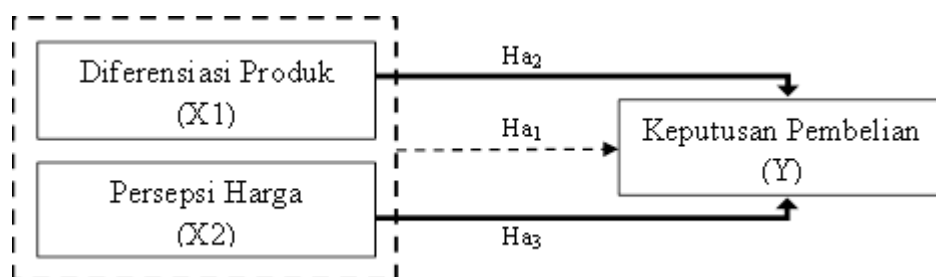 Diferensiasi Produk
(X1)
Ha2
Ha1
Keputusan Pembelian
(Y)
Persepsi Harga
(X2)
Ha3